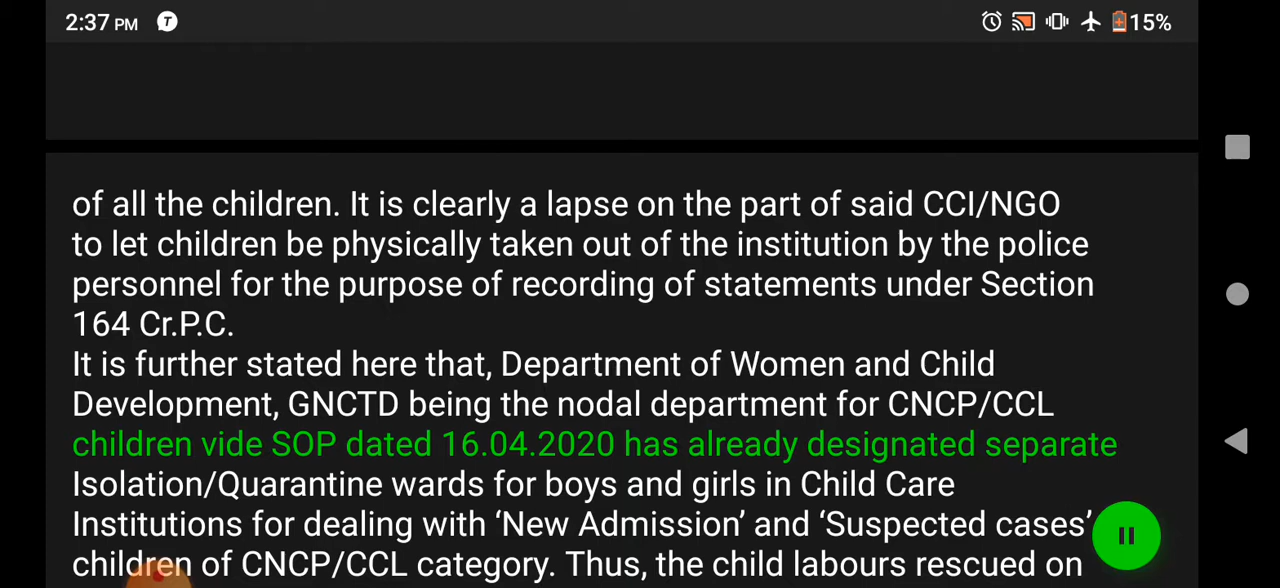 2:37 PM T 15%
of all the children. It is clearly a lapse on the part of said CCI/NGO
to let children be physically taken out of the institution by the police
personnel for the purpose of recording of statements under Section
164 Cr.P.C.
It is further stated here that, Department of Women and Child
Development, GNCTD being the nodal department for CNCP/CCL
children vide SOP dated 16.04.2020 has already designated separate
Isolation/Quarantine wards for boys and girls in Child Care
Institutions for dealing with ‘New Admission’ and ‘Suspected cases’
children of CNCP/CCL category. Thus, the child labours rescued on